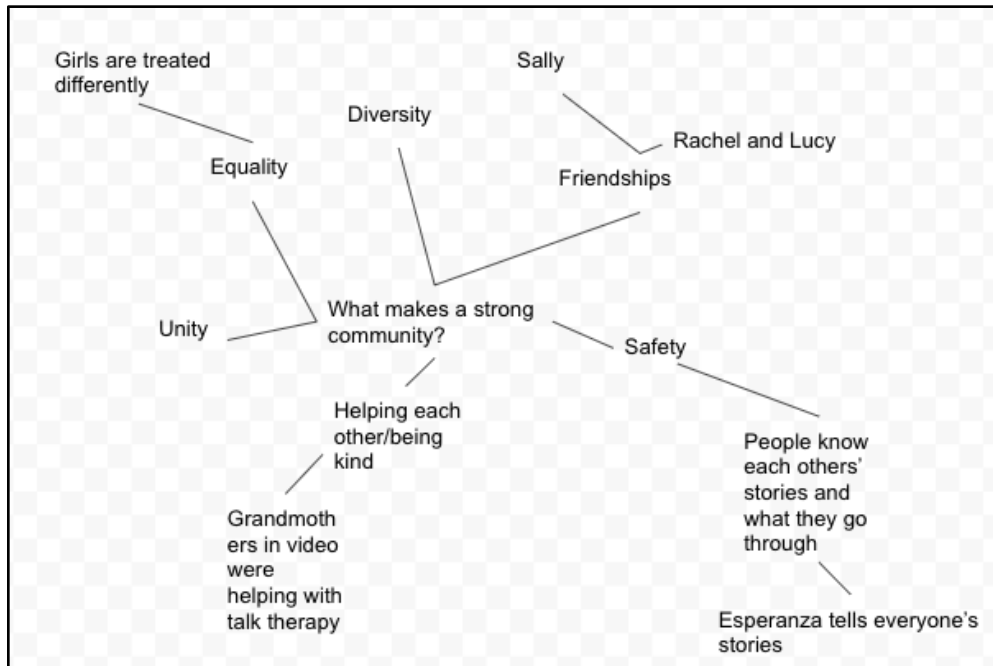 Girls are treated
differently
Sally
Diversity
Rachel and Lucy
Equality
Friendships
What makes a strong
community?
Unity
Safety
Helping each
other/being
kind
People know
each others’
stories and
what they go
through
Grandmoth
ers in video
were
helping with
talk therapy
Esperanza tells everyone’s
stories